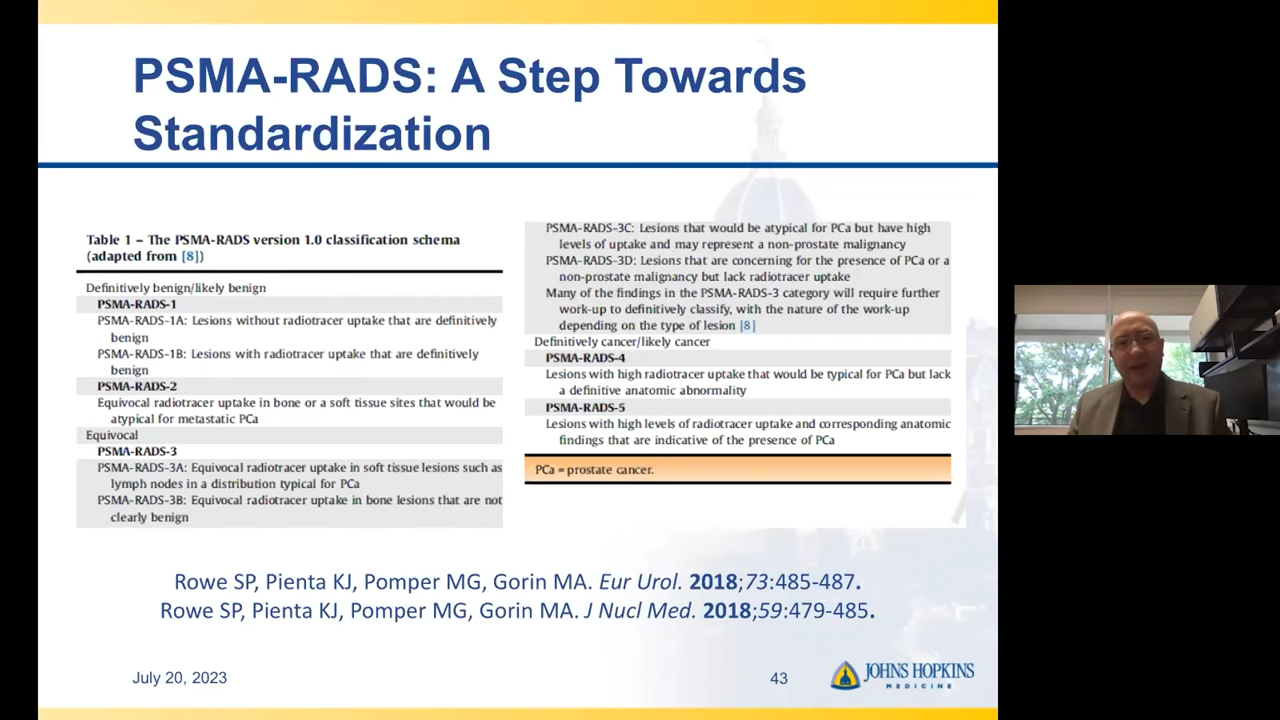 PSMA-RADS: A Step Towards
Standardization
Table 1 – The PSMA-RADS version 1.0 classification schema
(adapted from [8])
Definitively benign/likely benign
PSMA-RADS-1
PSMA-RADS-1A: Lesions without radiotracer uptake that are definitively
benign
PSMA-RADS-1B: Lesions with radiotracer uptake that are definitively
benign
PSMA-RADS-2
Equivocal radiotracer uptake in bone or a soft tissue sites that would be
atypical for metastatic PCa
Equivocal
PSMA-RADS-3
PSMA-RADS-3A: Equivocal radiotracer uptake in soft tissue lesions such as
lymph nodes in a distribution typical for PCa
PSMA-RADS-3B: Equivocal radiotracer uptake in bone lesions that are not
clearly benign
PSMA-RADS-3C: Lesions that would be atypical for PCa but have high
levels of uptake and may represent a non-prostate malignancy
PSMA-RADS-3D: Lesions that are concerning for the presence of PCa or a
non-prostate malignancy but lack radiotracer uptake
Many of the findings in the PSMA-RADS-3 category will require further
work-up to definitively classify, with the nature of the work-up
depending on the type of lesion [8]
Definitively cancer/likely cancer
PSMA-RADS-4
Lesions with high radiotracer uptake that would be typical for PCa but lack
a definitive anatomic abnormality
PSMA-RADS-5
Lesions with high levels of radiotracer uptake and corresponding anatomic
findings that are indicative of the presence of PCa
PCa = prostate cancer.
Rowe SP, Pienta KJ, Pomper MG, Gorin MA. Eur Urol. 2018;73:485-487.
Rowe SP, Pienta KJ, Pomper MG, Gorin MA. J Nucl Med. 2018;59:479-485.
July 20, 2023
43
JOHNS HOPKINS
MEDICINE